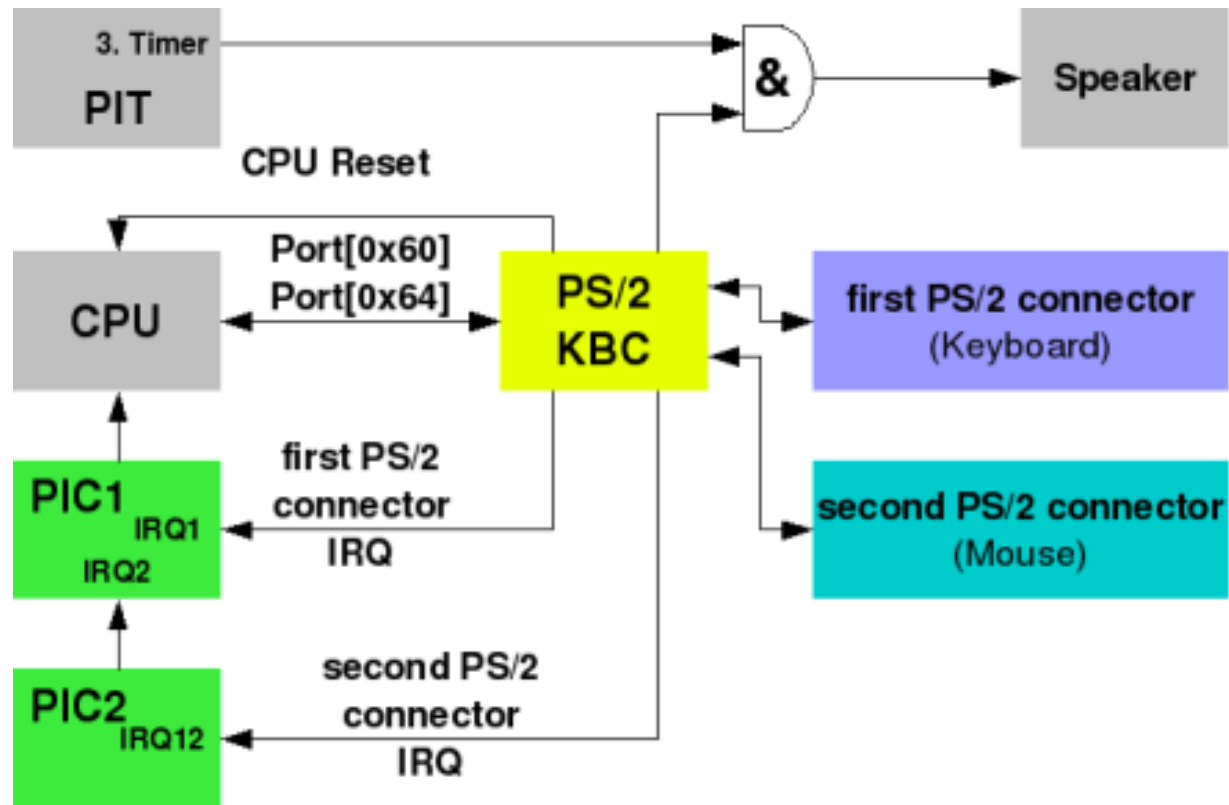 3. Timer
PIT
&
Speaker
CPU Reset
Port[0x60]
Port[0x64]
CPU
PS/2
KBC
first PS/2 connector
(Keyboard)
first PS/2
connector
IRQ
PIC1
IRQ1
IRQ2
second PS/2 connector
(Mouse)
second PS/2
connector
IRQ
PIC2
IRQ12